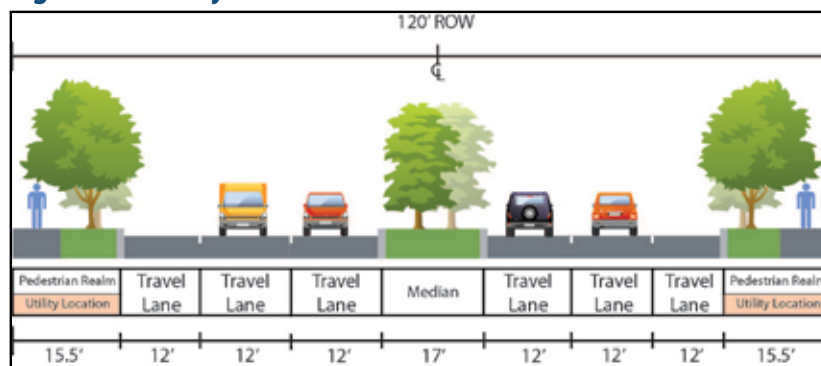 120' ROW
℄
Pedestrian Realm
Utility Location
Travel
Lane
Travel
Lane
Travel
Lane
Median
Travel
Lane
Travel
Lane
Travel
Lane
Pedestrian Realm
Utility Location
15.5' 12' 12' 12' 17' 12' 12' 12' 15.5'